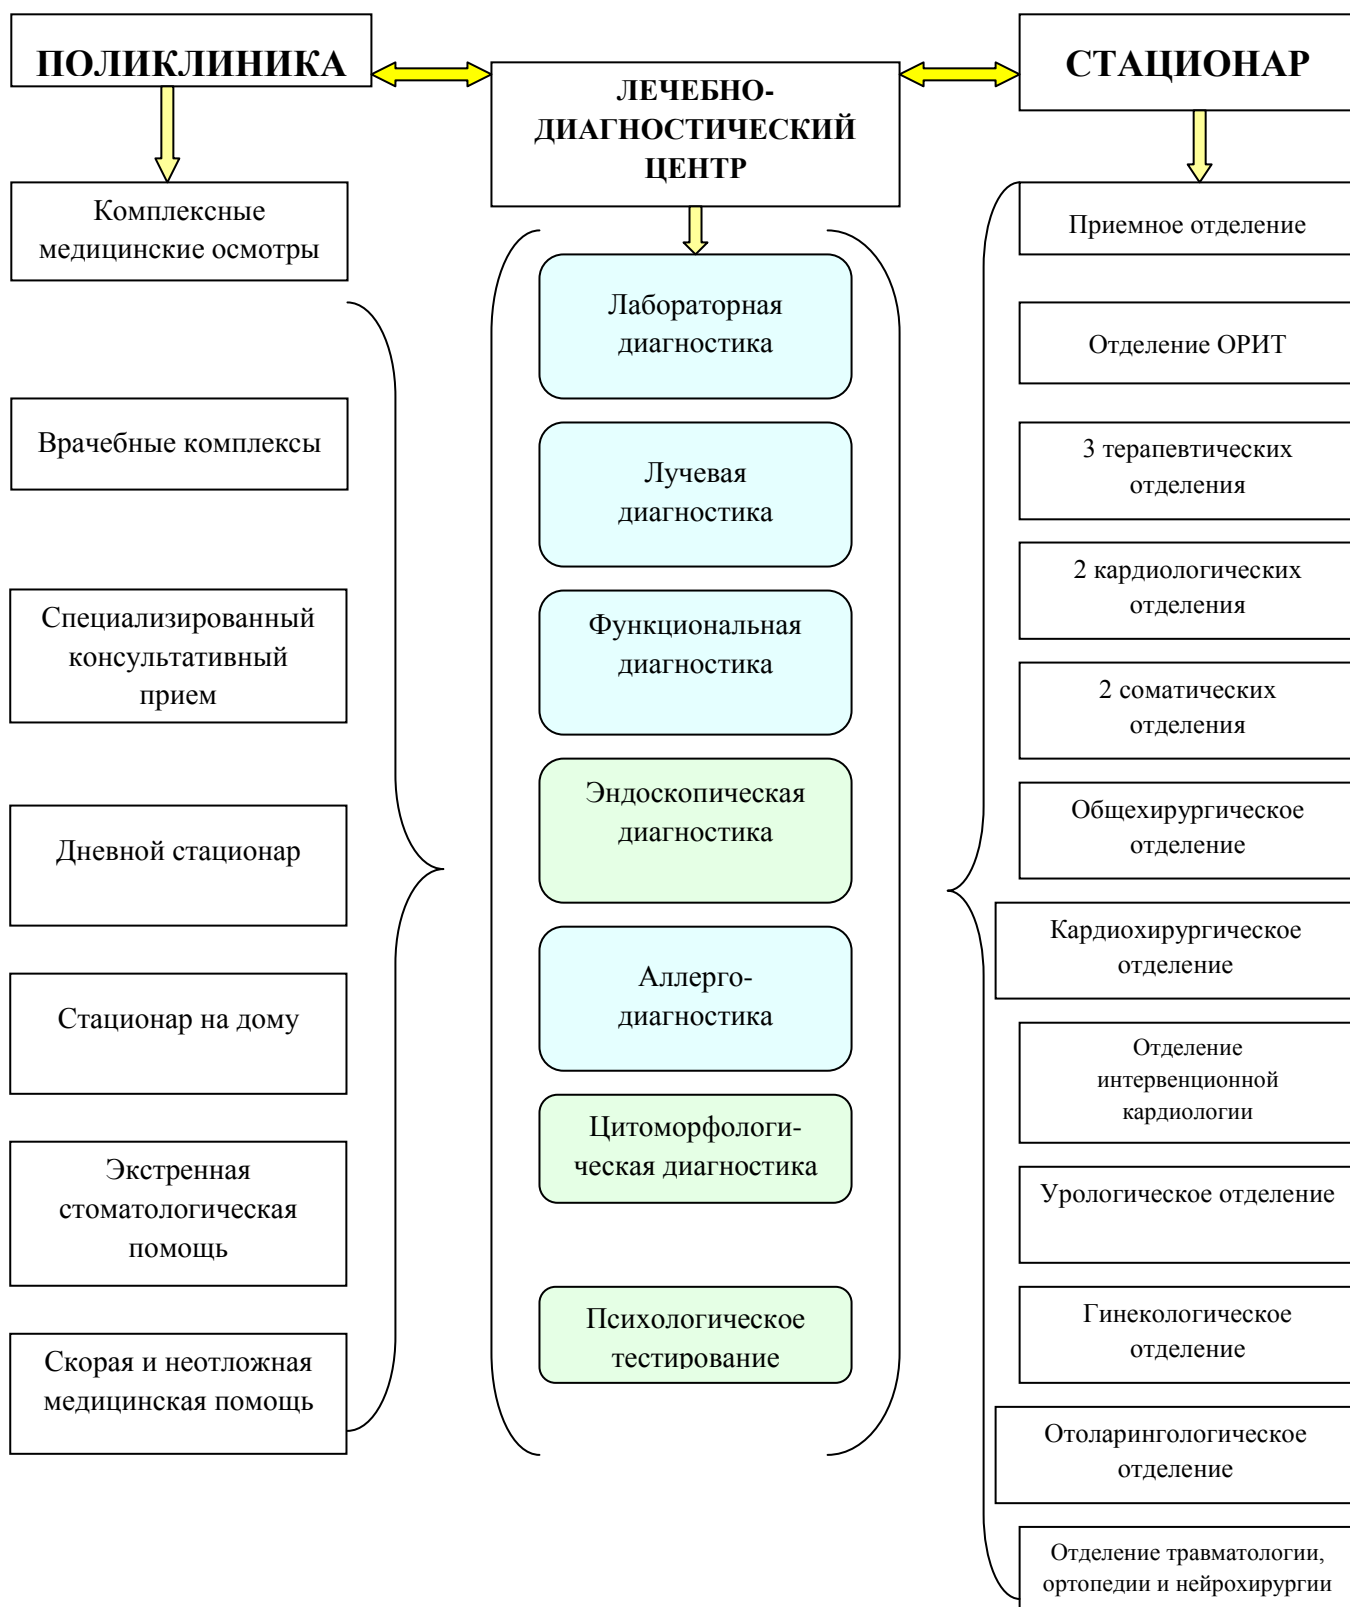 ПОЛИКЛИНИКА
Комплексные
медицинские осмотры
Врачебные комплексы
Специализированный
консультативный
прием
Дневной стационар
Стационар на дому
Экстренная
стоматологическая
помощь
Скорая и неотложная
медицинская помощь
ЛЕЧЕБНО-
ДИАГНОСТИЧЕСКИЙ
ЦЕНТР
Лабораторная
диагностика
Лучевая
диагностика
Функциональная
диагностика
Эндоскопическая
диагностика
Аллерго-
диагностика
Цитоморфологи-
ческая диагностика
Психологическое
тестирование
СТАЦИОНАР
Приемное отделение
Отделение ОРИТ
3 терапевтических
отделения
2 кардиологических
отделения
2 соматических
отделения
Общехирургическое
отделение
Кардиохирургическое
отделение
Отделение
интервенционной
кардиологии
Урологическое отделение
Гинекологическое
отделение
Отоларингологическое
отделение
Отделение травматологии,
ортопедии и нейрохирургии